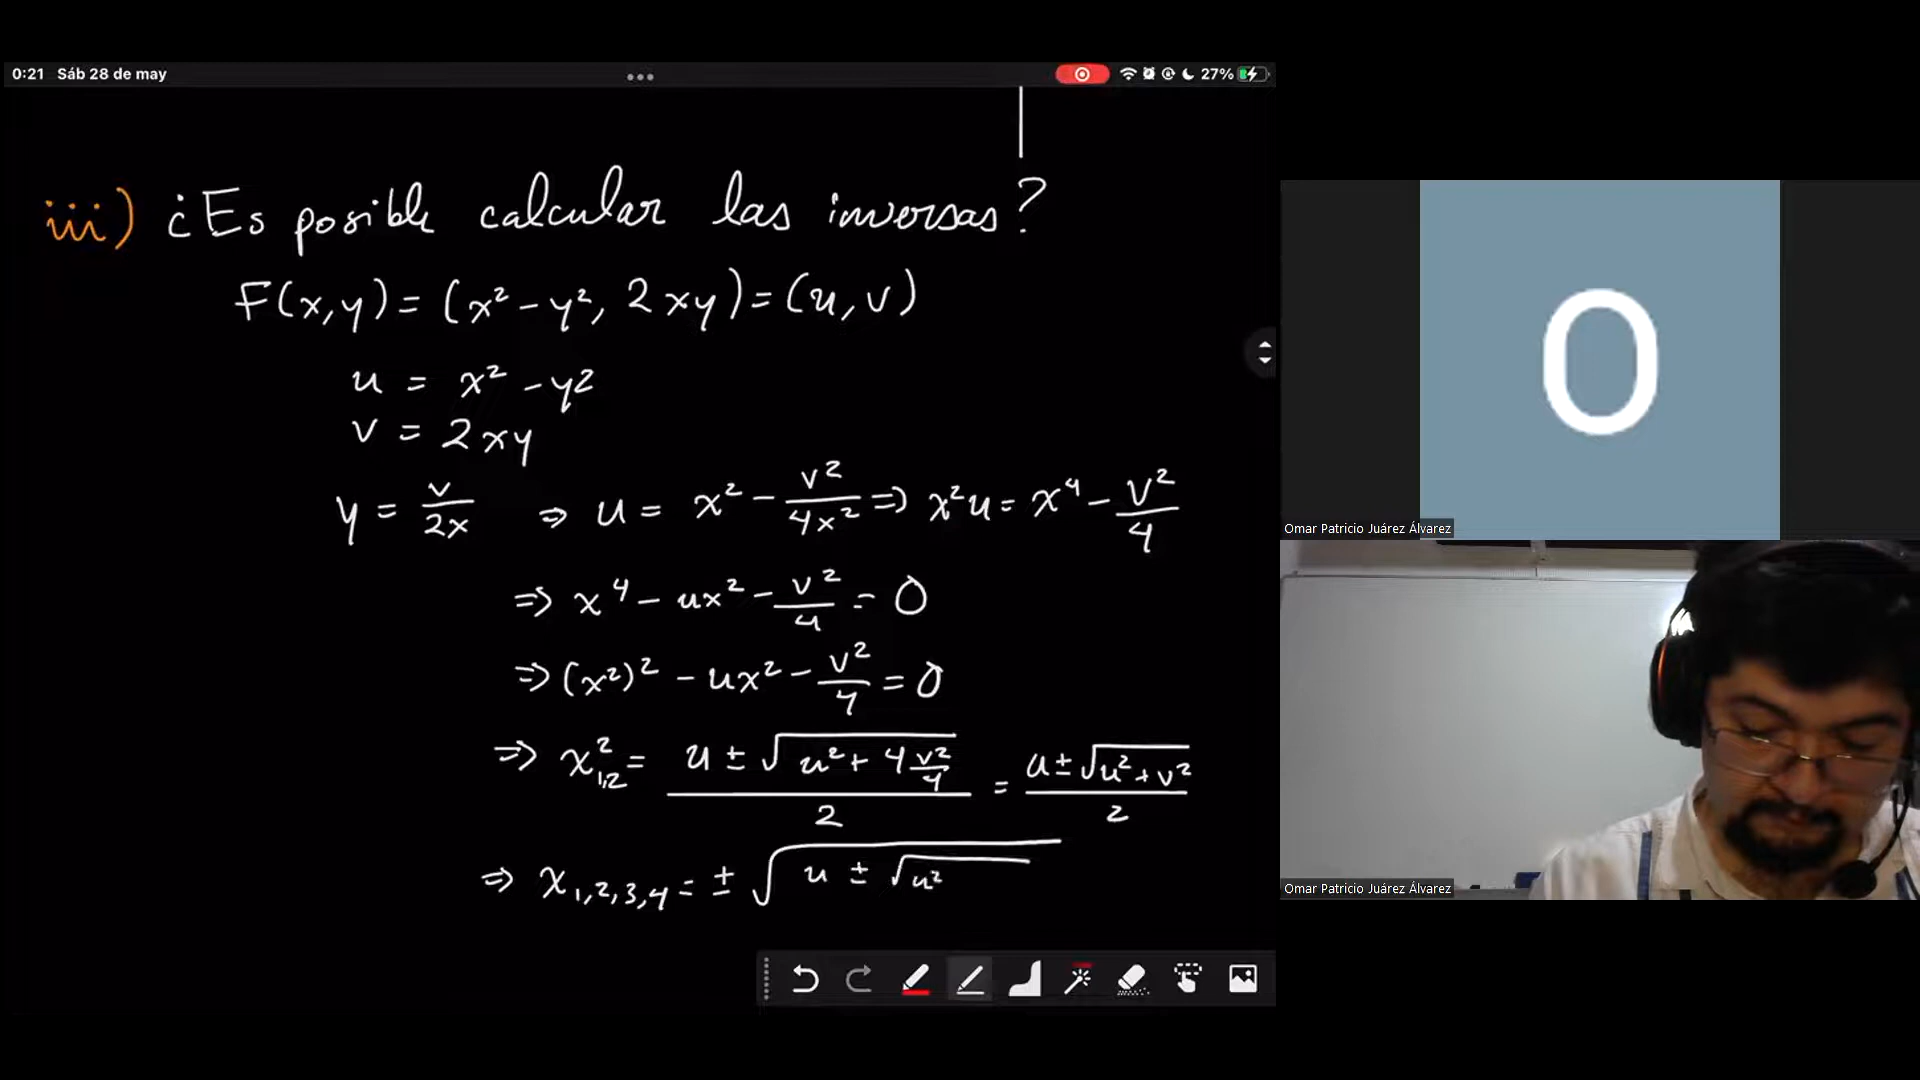 0:21 Sáb 28 de may
27%
iii) ¿Es posible calcular las inversas?
F(x,y) = (x² - y², 2xy) = (u, v)
u = x² - y²
v = 2xy
y = v/2x ⇒ u = x² - v²/4x² ⇒ x²u = x⁴ - v²/4
⇒ x⁴ - ux² - v²/4 = 0
⇒ (x²)² - ux² - v²/4 = 0
⇒ x²₁,₂ = (u ± √(u² + 4 v²/4))/2 = (u ± √(u² + v²))/2
⇒ x₁,₂,₃,₄ = ± √(u ± √(u²))
O
Omar Patricio Juárez Álvarez
Omar Patricio Juárez Álvarez